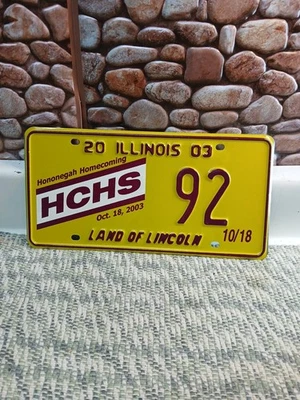 20 ILLINOIS 03
Hononegah Homecoming
HCHS
Oct. 18, 2003
92
LAND OF LINCOLN
10/18